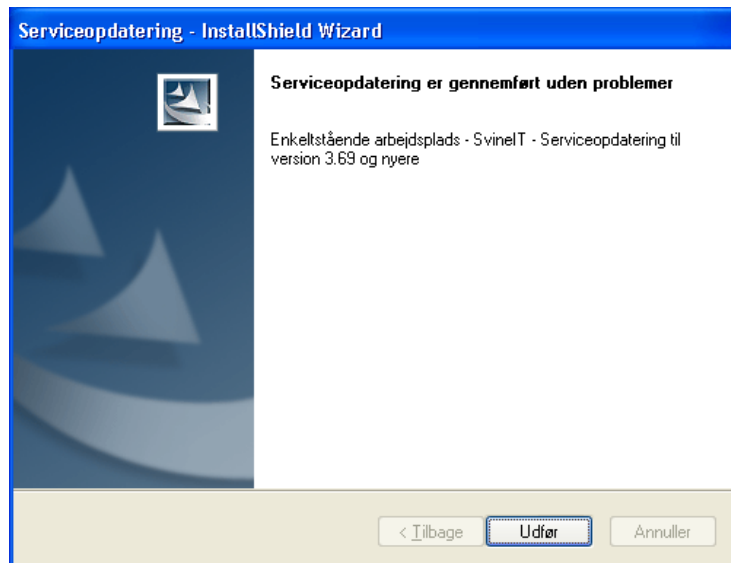 Serviceopdatering - InstallShield Wizard
Serviceopdatering er gennemført uden problemer
Enkeltstående arbejdsplads - SvineIT - Serviceopdatering til
version 3.69 og nyere
< Tilbage
Udfør
Annuller